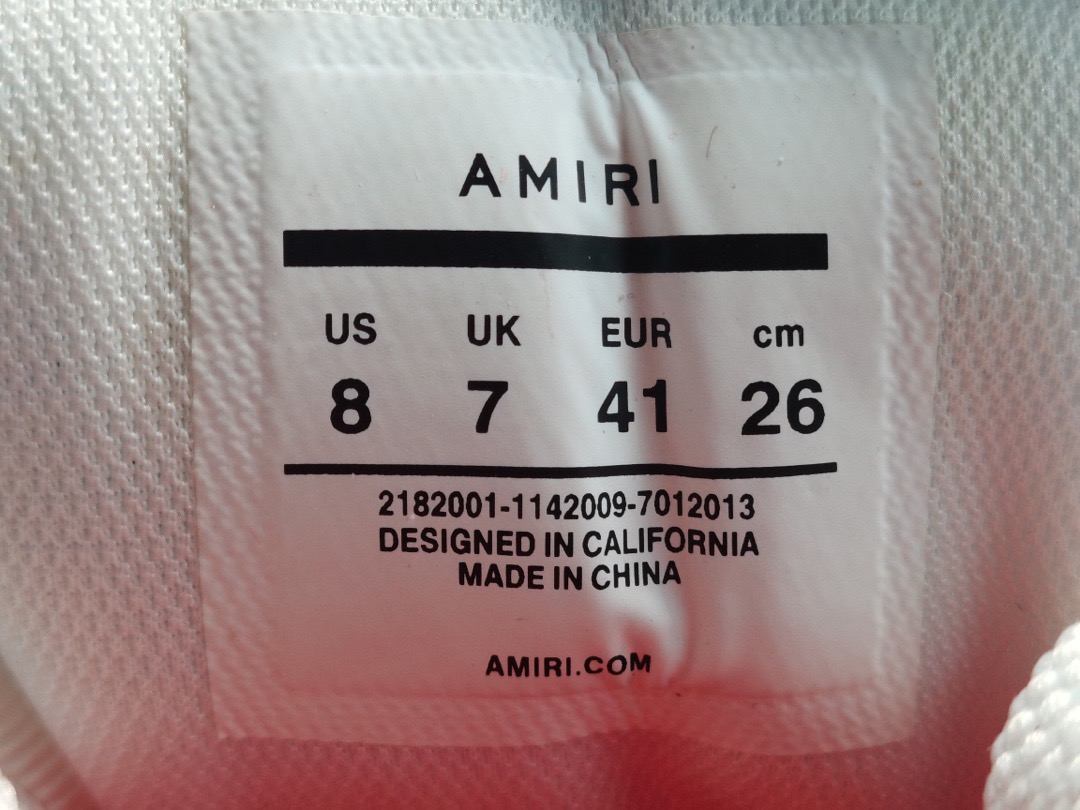 AMIRI
US UK EUR cm
8 7 41 26
2182001-1142009-7012013
DESIGNED IN CALIFORNIA
MADE IN CHINA
AMIRI.COM